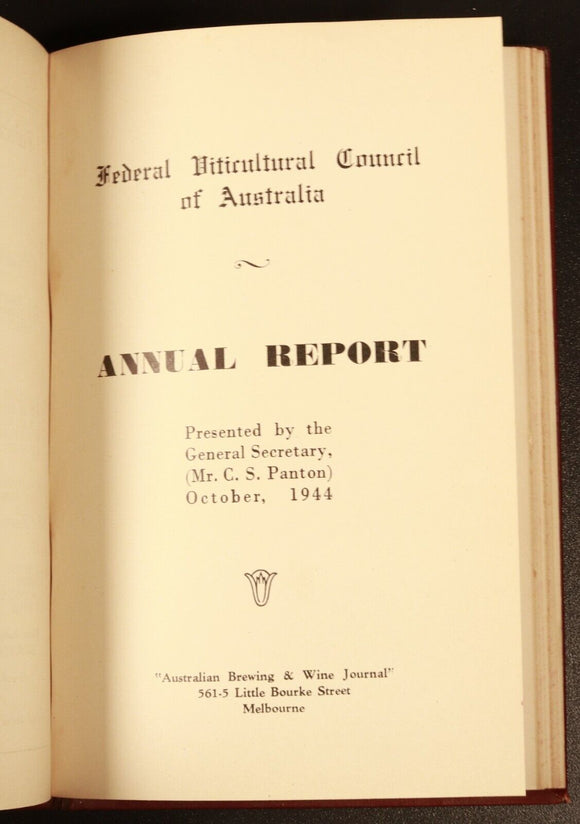 Federal Viticultural Council
of Australia
ANNUAL REPORT
Presented by the
General Secretary,
(Mr. C. S. Panton)
October, 1944
"Australian Brewing & Wine Journal"
561-5 Little Bourke Street
Melbourne